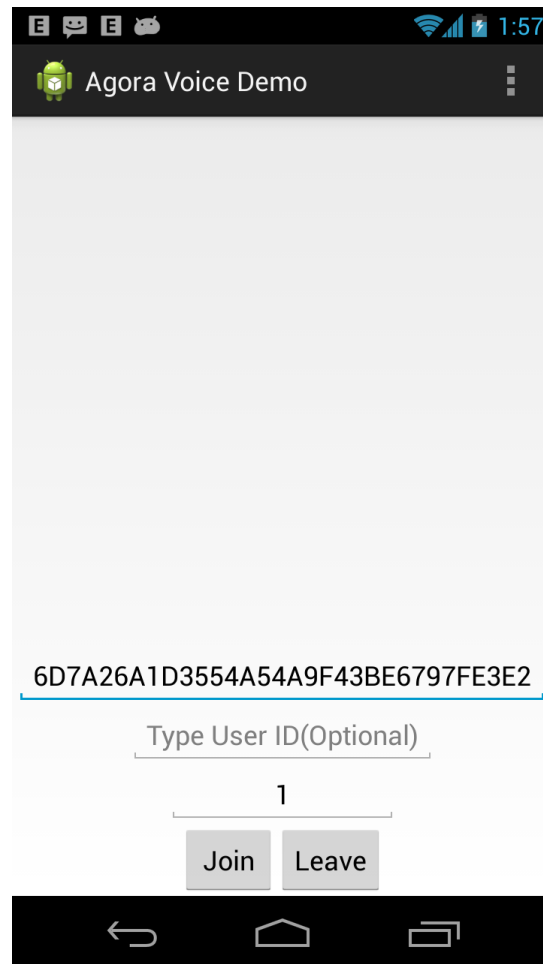 E E 1:57
Agora Voice Demo
6D7A26A1D3554A54A9F43BE6797FE3E2
Type User ID(Optional)
1
Join Leave